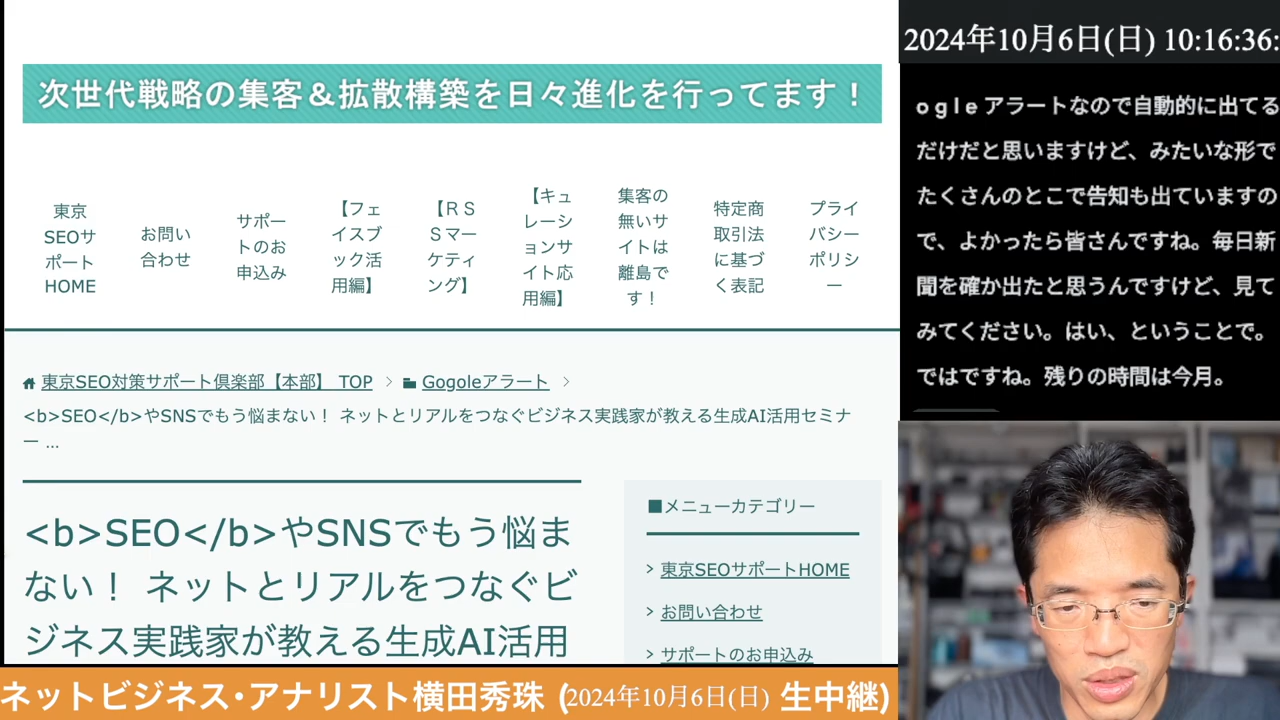 次世代戦略の集客＆拡散構築を日々進化を行ってます！
東京
SEOサ
ポート
HOME
お問い
合わせ
サポー
トのお
申込み
【フェ
イスブ
ック活
用編】
【ＲＳ
Ｓマー
ケティ
ング】
【キュ
レーシ
ョンサ
イト応
用編】
集客の
無いサ
イトは
離島で
す！
特定商
取引法
に基づ
く表記
プライ
バシー
ポリシ
ー
東京SEO対策サポート倶楽部【本部】 TOP > Gogoleアラート >
<b>SEO</b>やSNSでもう悩まない！ ネットとリアルをつなぐビジネス実践家が教える生成AI活用セミナ
ー ...
<b>SEO</b>やSNSでもう悩ま
ない！ ネットとリアルをつなぐビ
ジネス実践家が教える生成AI活用
■メニューカテゴリー
> 東京SEOサポートHOME
> お問い合わせ
> サポートのお申込み
2024年10月6日(日) 10:16:36:
ｏｇｌｅアラートなので自動的に出てる
だけだと思いますけど、みたいな形で
たくさんのとこで告知も出ていますの
で、よかったら皆さんですね。毎日新
聞を確か出たと思うんですけど、見て
みてください。はい、ということで。
ではですね。残りの時間は今月。
ネットビジネス･アナリスト横田秀珠 (2024年10月6日(日) 生中継)